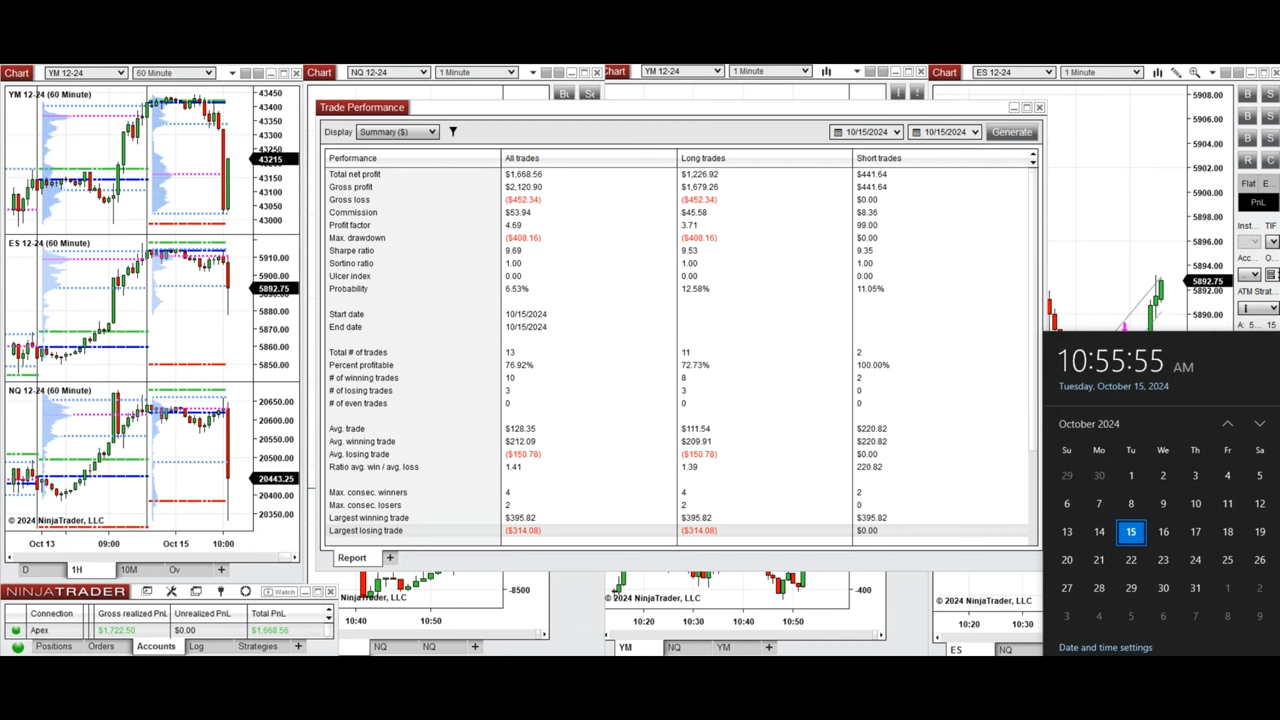 Chart YM 12-24 60 Minute Chart NQ 12-24 1 Minute Chart YM 12-24 1 Minute Chart ES 12-24 1 Minute
YM 12-24 (60 Minute)
43450
43400
43350
43300
43215
43150
43100
43050
43000
ES 12-24 (60 Minute)
5910.00
5900.00
5892.75
5880.00
5870.00
5860.00
5850.00
NQ 12-24 (60 Minute)
20650.00
20600.00
20550.00
20500.00
20443.25
20400.00
20350.00
© 2024 NinjaTrader, LLC
Oct 13 09:00 Oct 15 10:00
D 1H 10M Ov +
Trade Performance
Display Summary ($) 10/15/2024 10/15/2024 Generate
Performance All trades Long trades Short trades
Total net profit $1,668.56 $1,226.92 $441.64
Gross profit $2,120.90 $1,679.26 $441.64
Gross loss ($452.34) ($452.34) $0.00
Commission $53.94 $45.58 $8.36
Profit factor 4.69 3.71 99.00
Max. drawdown ($408.16) ($408.16) $0.00
Sharpe ratio 9.69 9.53 9.35
Sortino ratio 1.00 1.00 1.00
Ulcer index 0.00 0.00 0.00
Probability 6.53% 12.58% 11.05%
Start date 10/15/2024
End date 10/15/2024
Total # of trades 13 11 2
Percent profitable 76.92% 72.73% 100.00%
# of winning trades 10 8 2
# of losing trades 3 3 0
# of even trades 0 0 0
Avg. trade $128.35 $111.54 $220.82
Avg. winning trade $212.09 $209.91 $220.82
Avg. losing trade ($150.78) ($150.78) $0.00
Ratio avg. win / avg. loss 1.41 1.39 220.82
Max. consec. winners 4 4 2
Max. consec. losers 2 2 0
Largest winning trade $395.82 $395.82 $395.82
Largest losing trade ($314.08) ($314.08) $0.00
Report +
5908.00
5906.00
5904.00
5902.00
5900.00
5898.00
5896.00
5894.00
5892.75
5892.00
5890.00
B S
B S
B S
R C
Flat E...
PnL
Inst... TIF
Acc... O...
ATM Strat...
A: 5... 15
10:55:55 AM
Tuesday, October 15, 2024
October 2024
Su Mo Tu We Th Fr Sa
29 30 1 2 3 4 5
6 7 8 9 10 11 12
13 14 15 16 17 18 19
20 21 22 23 24 25 26
27 28 29 30 31 1 2
3 4 5 6 7 8 9
Date and time settings
NINJATRADER Watch
Connection Gross realized PnL Unrealized PnL Total PnL
Apex $1,722.50 $0.00 $1,668.56
Positions Orders Accounts Log Strategies +
NinjaTrader, LLC
-8500
10:40 10:50
NQ NQ +
© 2024 NinjaTrader, LLC
-400
10:20 10:30 10:40 10:50
YM NQ YM +
© 2024 NinjaTrader, LLC
10:20 10:30
ES NQ